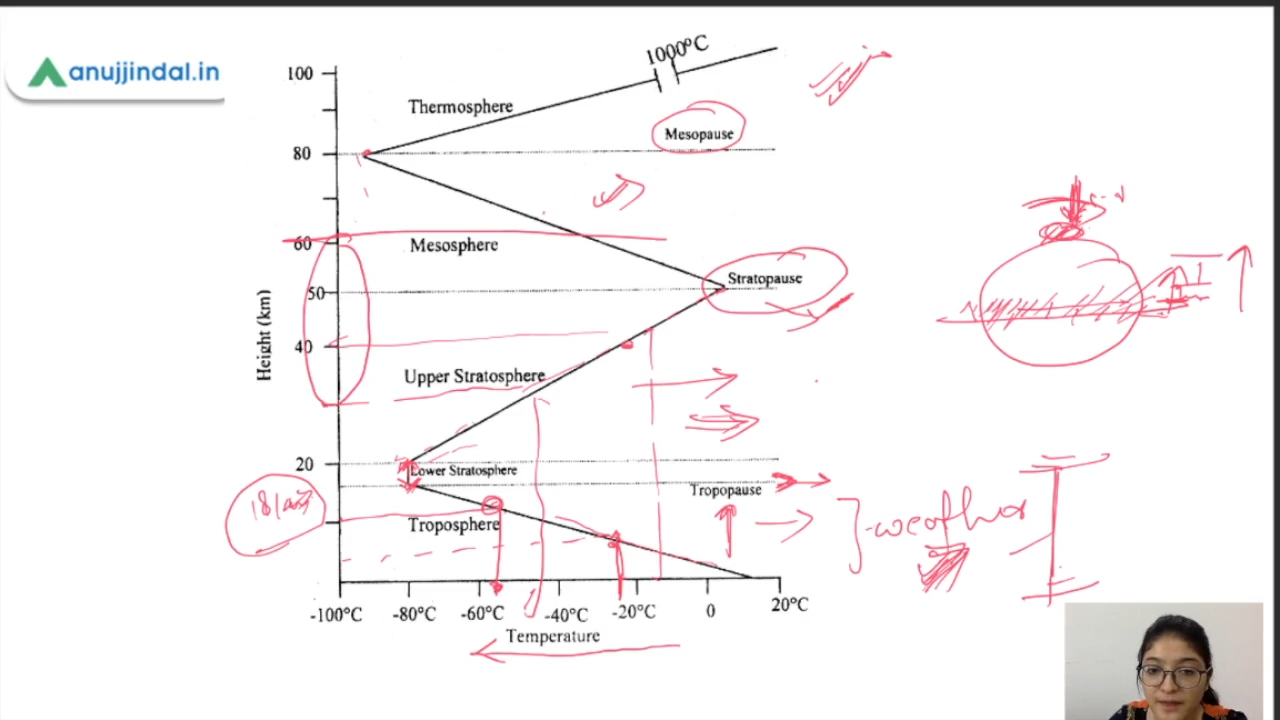 anujjindal.in
1000°C
100
Thermosphere
Mesopause
80
60
Mesosphere
Stratopause
50
Height (km)
40
Upper Stratosphere
20
Lower Stratosphere
Tropopause
Troposphere
weather
-100°C -80°C -60°C -40°C -20°C 0 20°C
Temperature